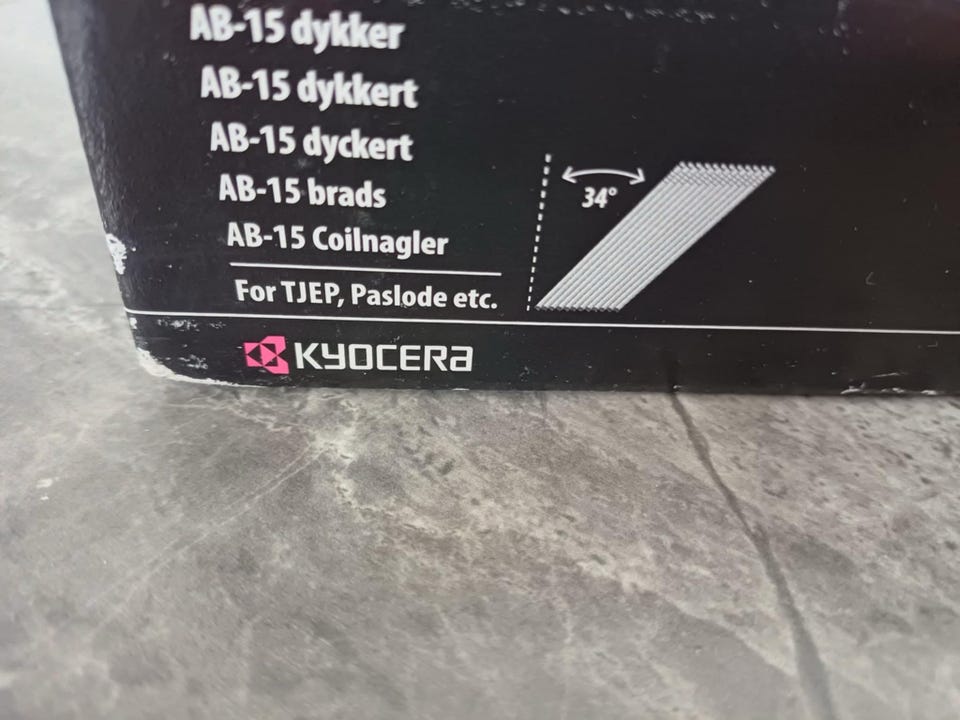 AB-15 dykker
AB-15 dykkert
AB-15 dyckert
AB-15 brads
AB-15 Coilnagler
34°
For TJEP, Paslode etc.
KYOCERA